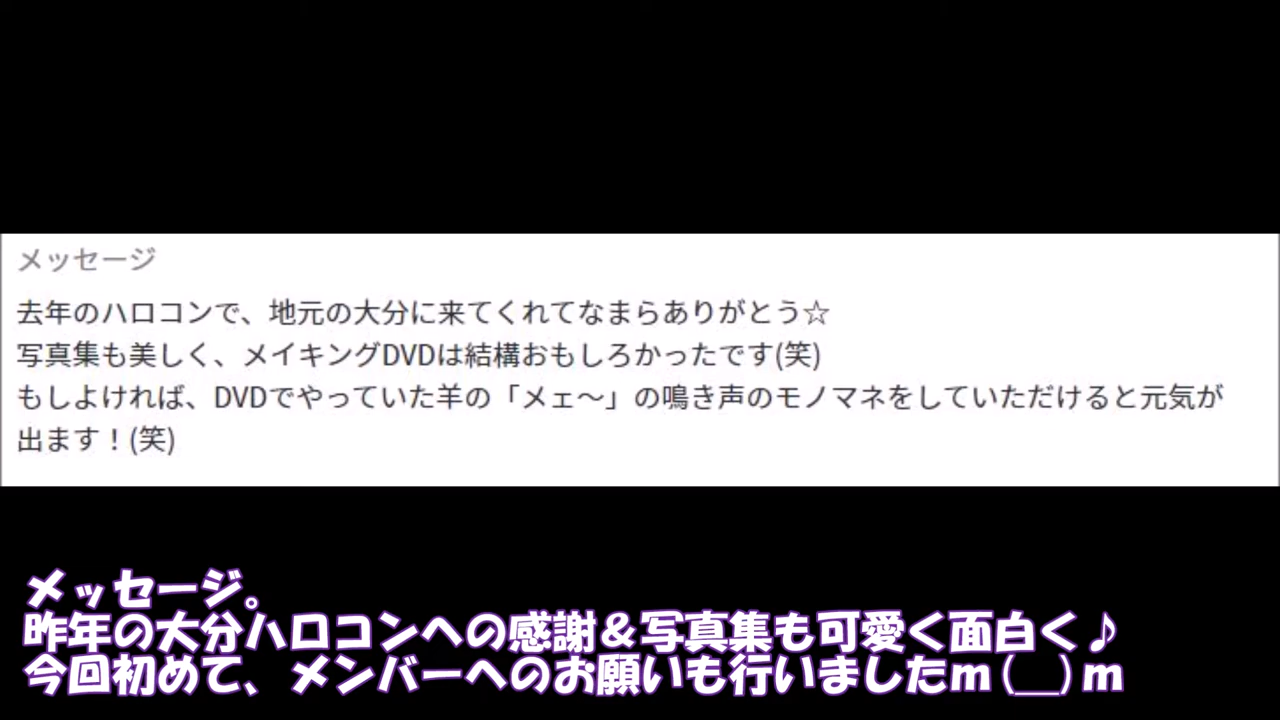 メッセージ
去年のハロコンで、地元の大分に来てくれてなまらありがとう☆
写真集も美しく、メイキングDVDは結構おもしろかったです(笑)
もしよければ、DVDでやっていた羊の「メェ～」の鳴き声のモノマネをしていただけると元気が
出ます！(笑)
メッセージ。
昨年の大分ハロコンへの感謝＆写真集も可愛く面白く♪
今回初めて、メンバーへのお願いも行いましたm(__)m